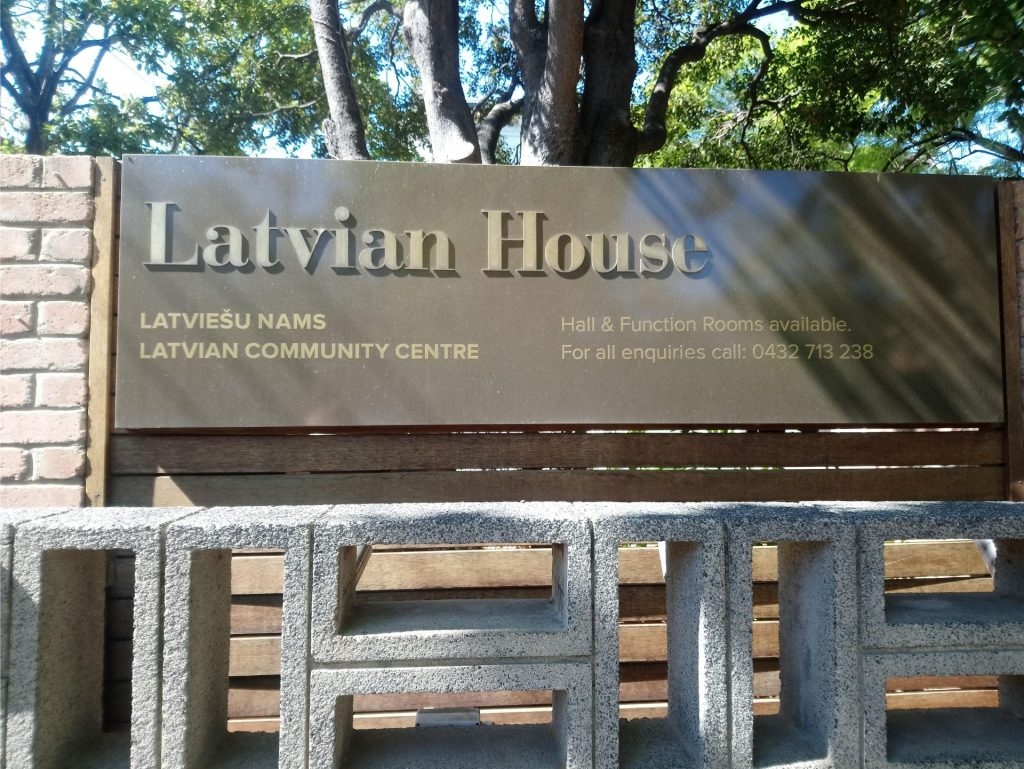 Latvian House
LATVIEŠU NAMS
LATVIAN COMMUNITY CENTRE
Hall & Function Rooms available.
For all enquiries call: 0432 713 238